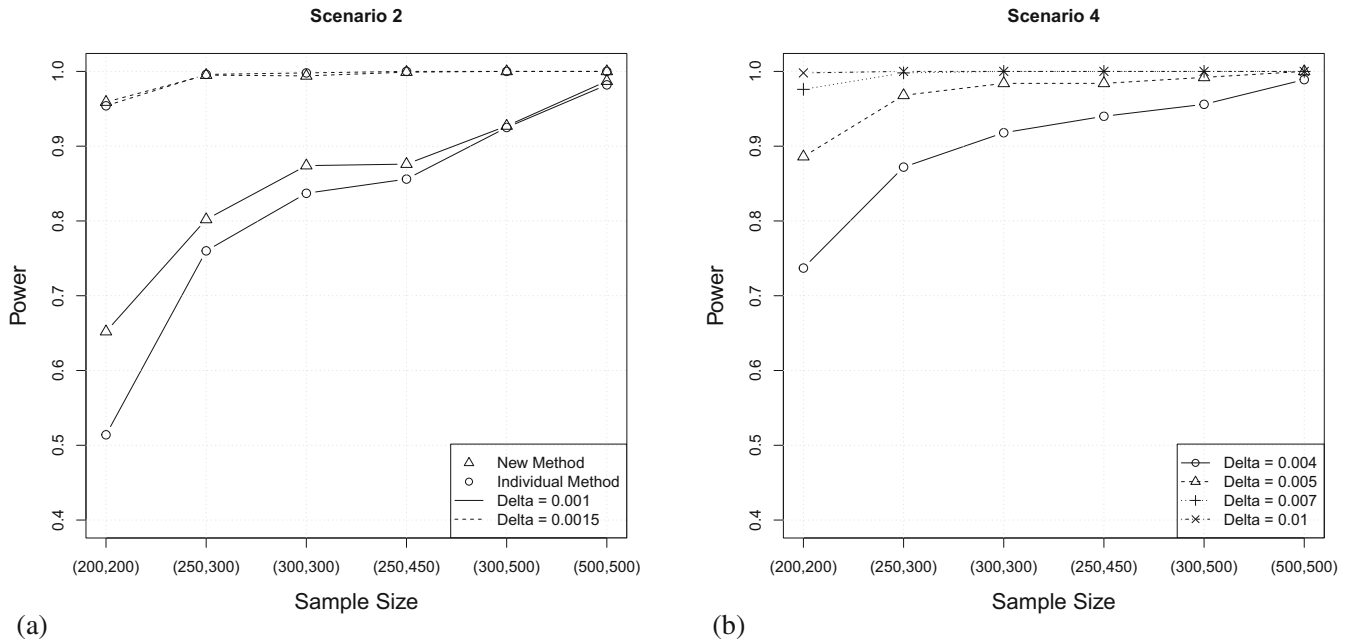 Scenario 2
Power
1.0
0.9
0.8
0.7
0.6
0.5
0.4
New Method
Individual Method
Delta = 0.001
Delta = 0.0015
(200,200) (250,300) (300,300) (250,450) (300,500) (500,500)
Sample Size
(a)
Scenario 4
Power
1.0
0.9
0.8
0.7
0.6
0.5
0.4
Delta = 0.004
Delta = 0.005
Delta = 0.007
Delta = 0.01
(200,200) (250,300) (300,300) (250,450) (300,500) (500,500)
Sample Size
(b)